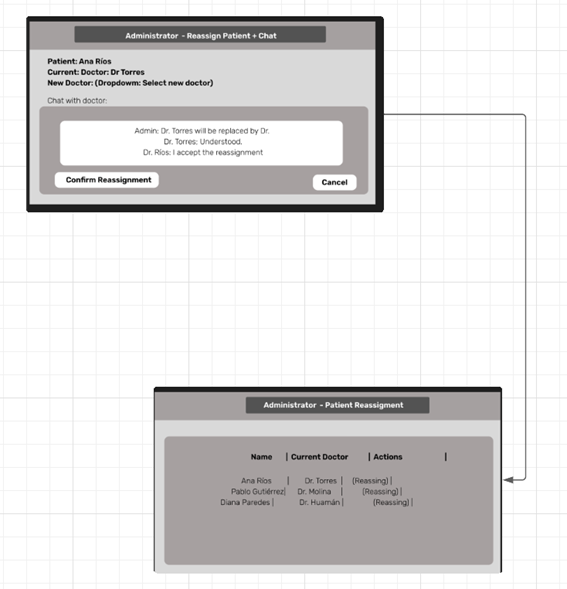 Administrator - Reassign Patient + Chat
Patient: Ana Ríos
Current: Doctor: Dr Torres
New Doctor: (Dropdowm: Select new doctor)
Chat with doctor:
Admin: Dr. Torres will be replaced by Dr.
Dr. Torres: Understood.
Dr. Ríos: I accept the reassignment
Confirm Reassignment
Cancel
Administrator - Patient Reassigment
Name | Current Doctor | Actions |
Ana Ríos | Dr. Torres | (Reassing) |
Pablo Gutiérrez| Dr. Molina | (Reassing) |
Diana Paredes | Dr. Huamán | (Reassing) |